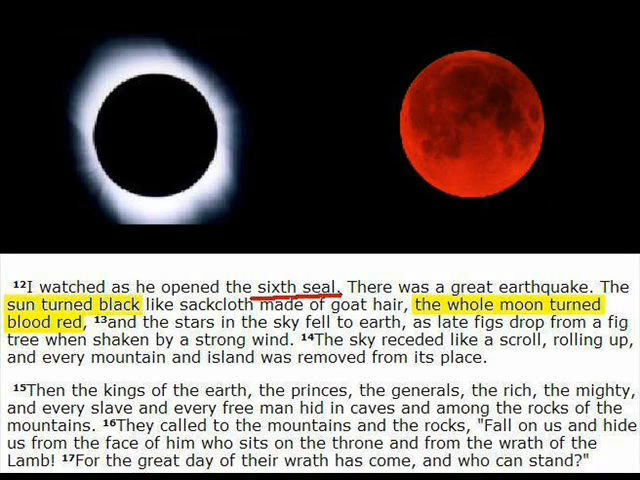 ¹²I watched as he opened the sixth seal. There was a great earthquake. The
sun turned black like sackcloth made of goat hair, the whole moon turned
blood red, ¹³and the stars in the sky fell to earth, as late figs drop from a fig
tree when shaken by a strong wind. ¹⁴The sky receded like a scroll, rolling up,
and every mountain and island was removed from its place.
¹⁵Then the kings of the earth, the princes, the generals, the rich, the mighty,
and every slave and every free man hid in caves and among the rocks of the
mountains. ¹⁶They called to the mountains and the rocks, "Fall on us and hide
us from the face of him who sits on the throne and from the wrath of the
Lamb! ¹⁷For the great day of their wrath has come, and who can stand?"